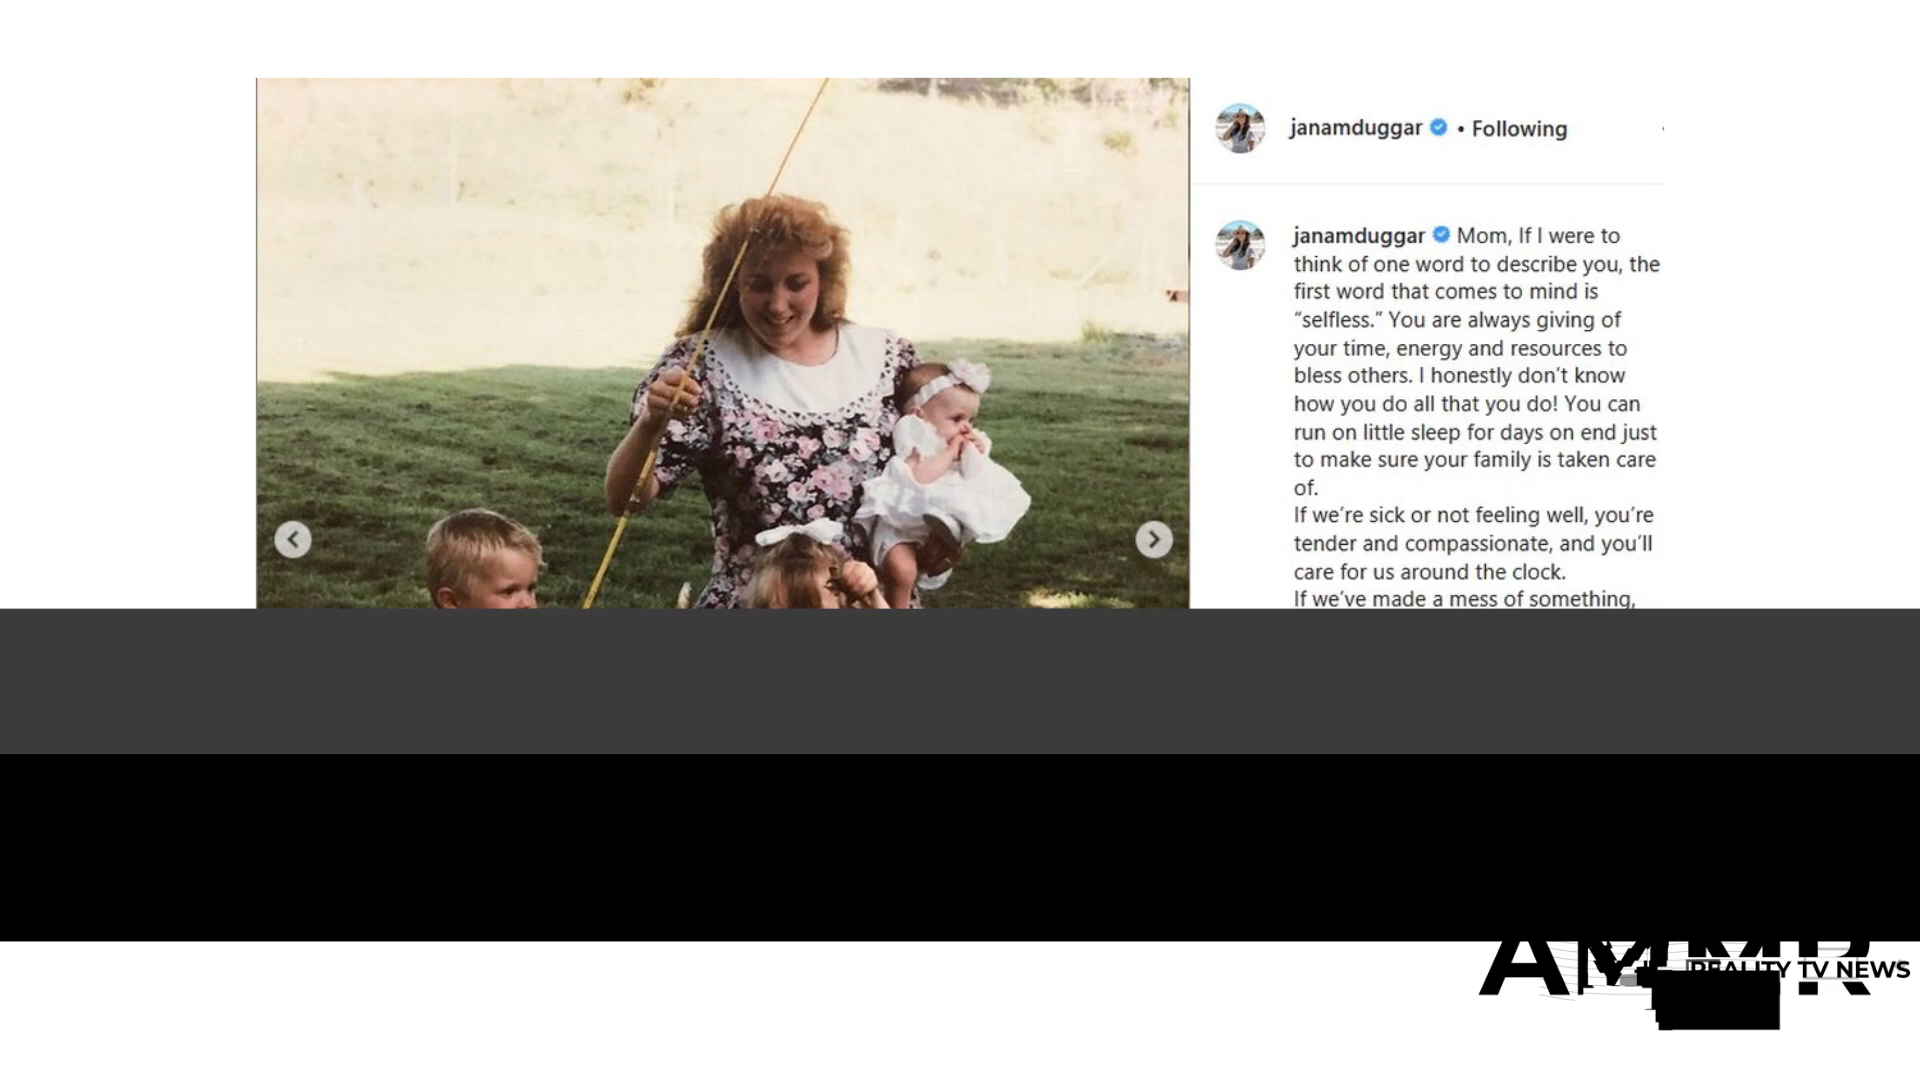 janamduggar • Following
janamduggar Mom, If I were to
think of one word to describe you, the
first word that comes to mind is
“selfless.” You are always giving of
your time, energy and resources to
bless others. I honestly don’t know
how you do all that you do! You can
run on little sleep for days on end just
to make sure your family is taken care
of.
If we’re sick or not feeling well, you’re
tender and compassionate, and you’ll
care for us around the clock.
If we’ve made a mess of something,
REALITY TV NEWS